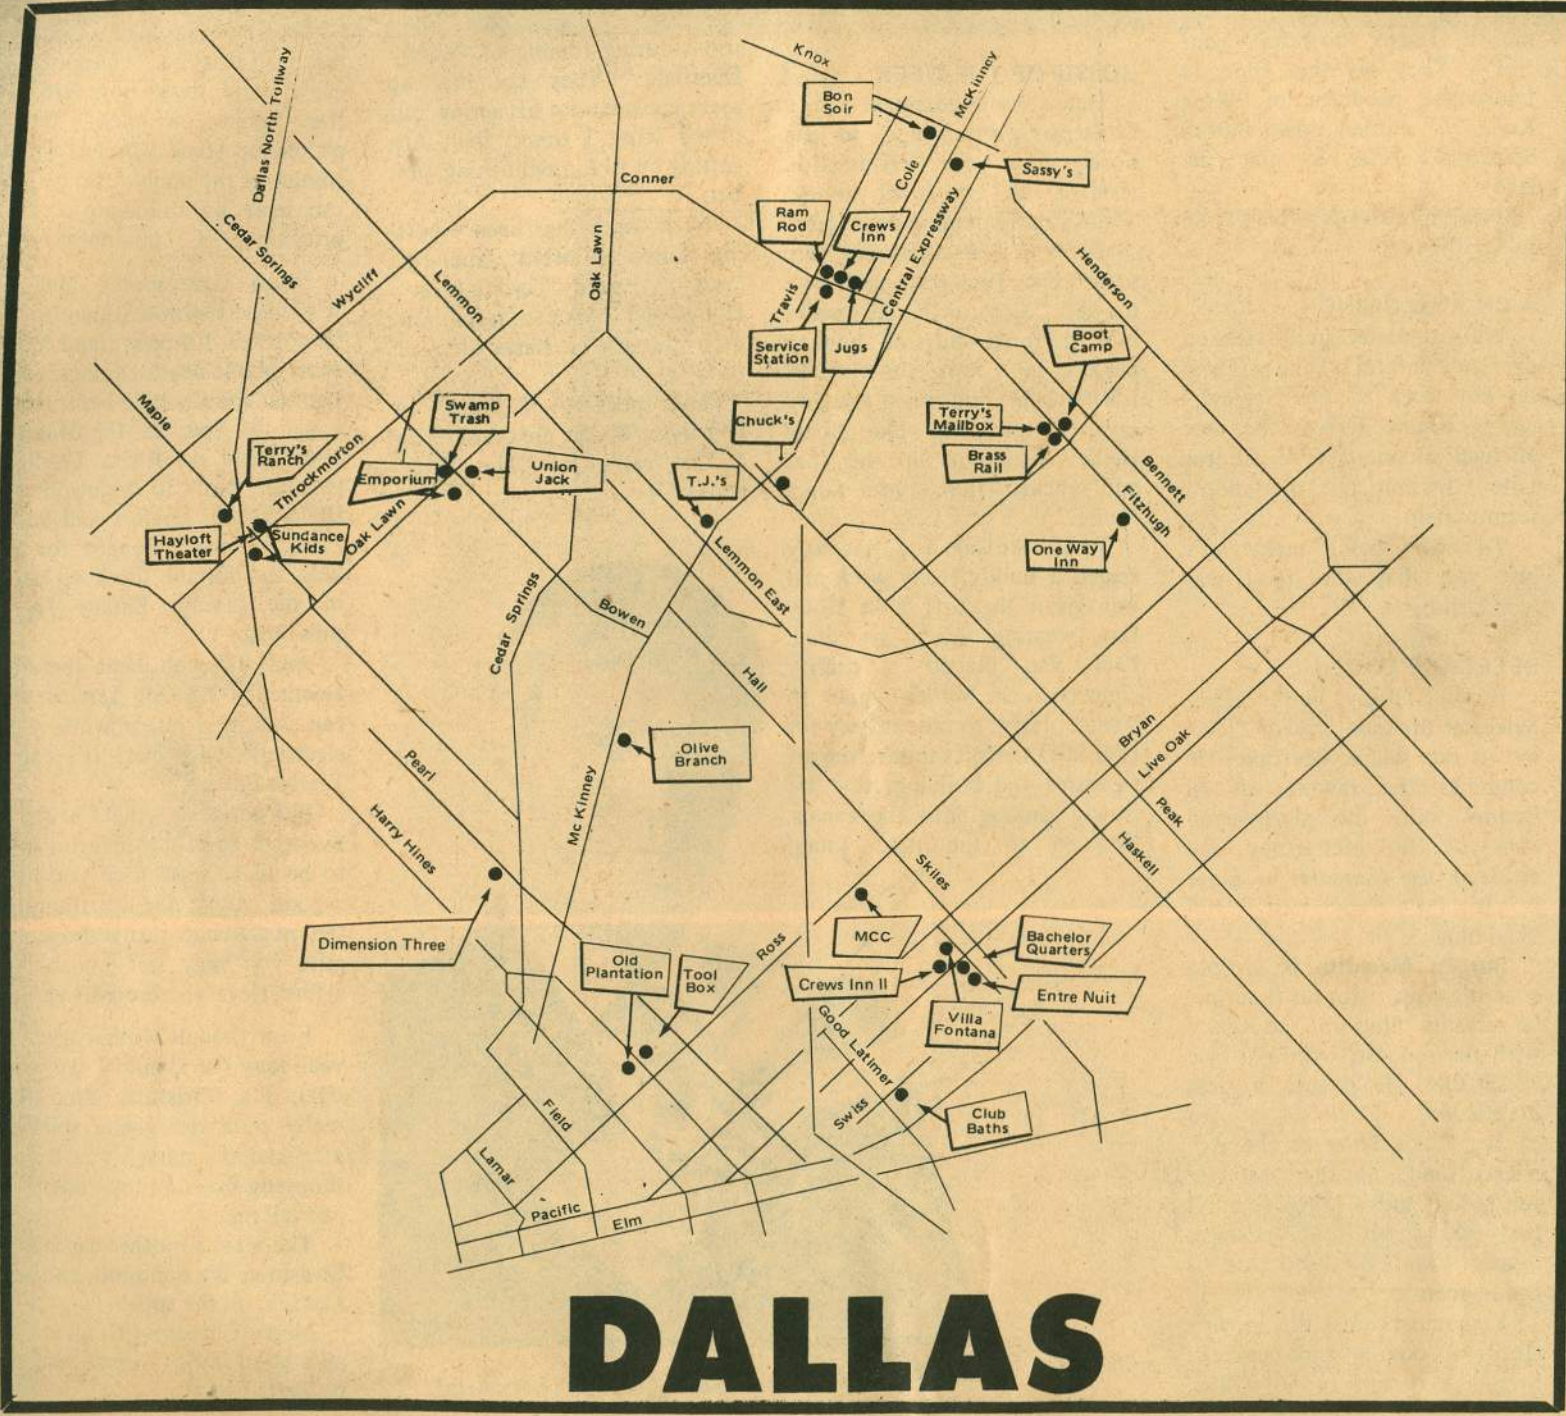 Knox
Dallas North Tollway
McKinney
Bon
Soir
Cole
Sassy's
Conner
Ram
Rod
Crews
Inn
Cedar Springs
Oak Lawn
Central Expressway
Henderson
Wycliff
Lemmon
Travis
Service
Station
Jugs
Boot
Camp
Maple
Swamp
Trash
Chuck's
Terry's
Mailbox
Terry's
Ranch
Throckmorton
Emporium
Union
Jack
T.J.'s
Brass
Rail
Bennett
Fitzhugh
Hayloft
Theater
Sundance
Kids
Oak Lawn
One Way
Inn
Lemmon East
Cedar Springs
Bowen
Hall
Olive
Branch
Bryan
Live Oak
Pearl
Mc Kinney
Harry Hines
Peak
Haskell
Skiles
Dimension Three
MCC
Bachelor
Quarters
Ross
Old
Plantation
Tool
Box
Crews Inn II
Entre Nuit
Villa
Fontana
Good Latimer
Swiss
Club
Baths
Field
Lamar
Pacific
Elm
DALLAS